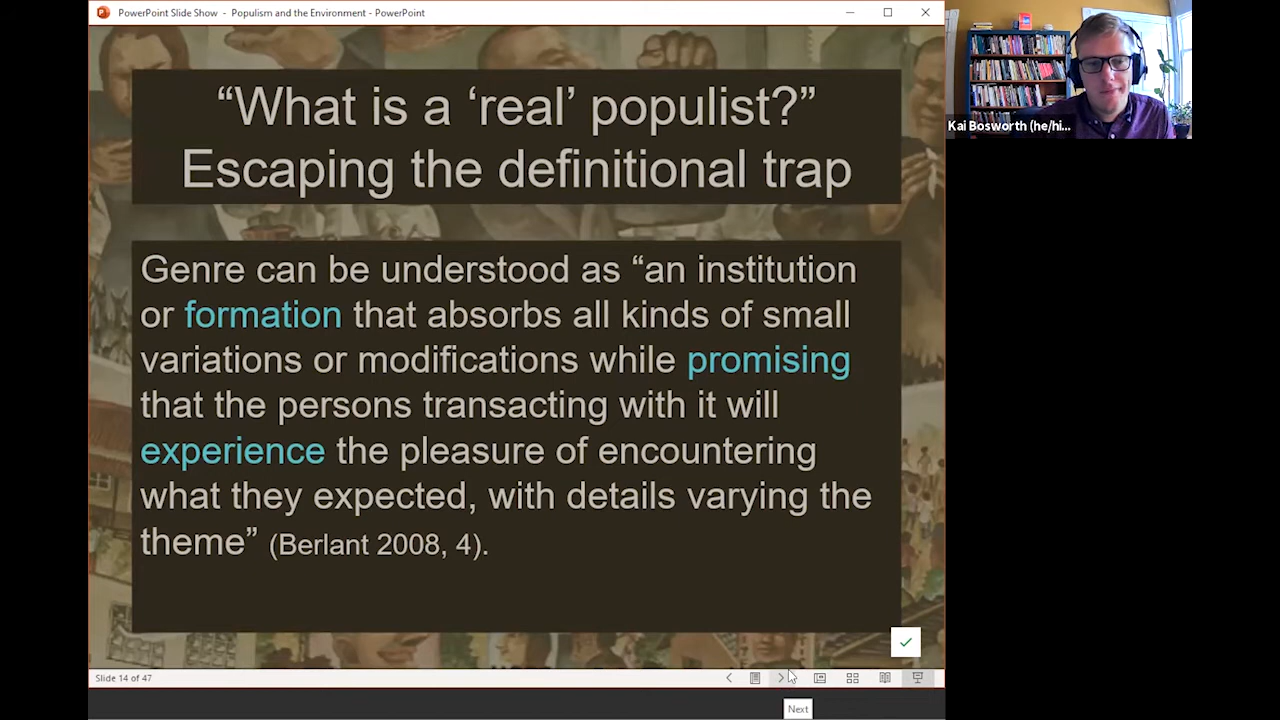 PowerPoint Slide Show - Populism and the Environment - PowerPoint
“What is a ‘real’ populist?”
Escaping the definitional trap
Genre can be understood as “an institution
or formation that absorbs all kinds of small
variations or modifications while promising
that the persons transacting with it will
experience the pleasure of encountering
what they expected, with details varying the
theme” (Berlant 2008, 4).
Slide 14 of 47
Next
Kai Bosworth (he/hi...